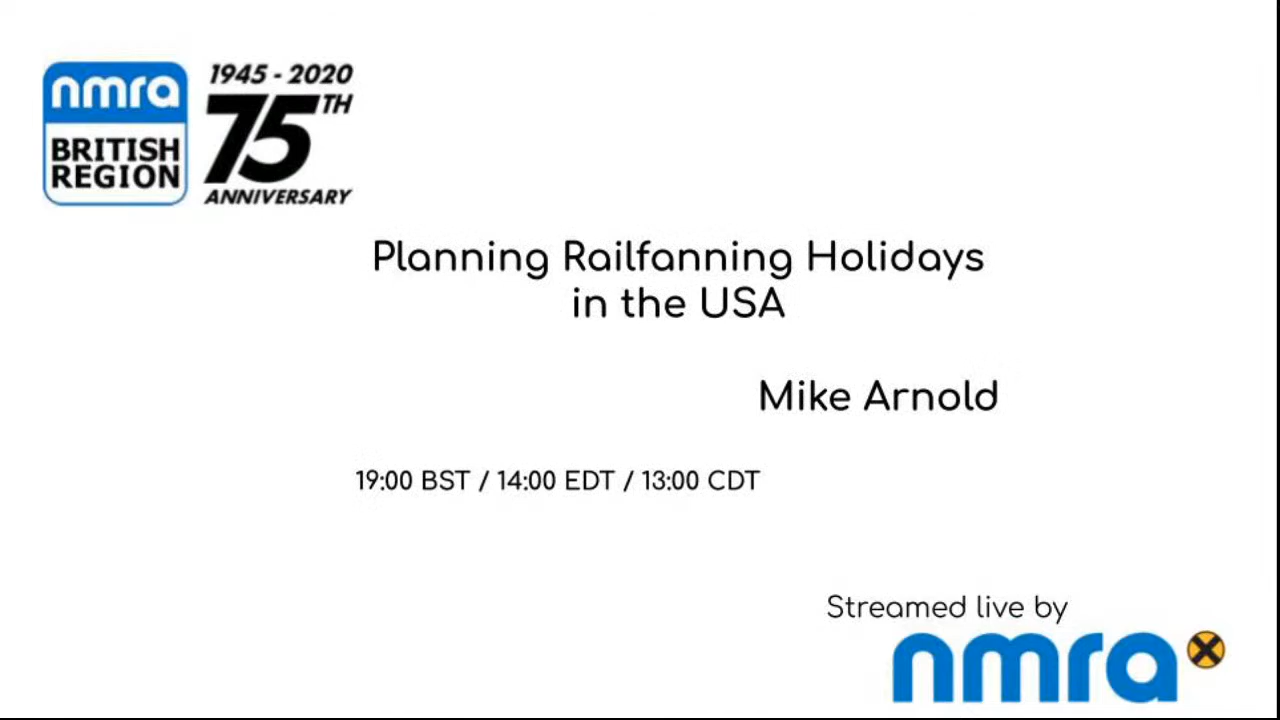 nmra
BRITISH
REGION
1945 - 2020
75TH
ANNIVERSARY
Planning Railfanning Holidays
in the USA
Mike Arnold
19:00 BST / 14:00 EDT / 13:00 CDT
Streamed live by
nmra